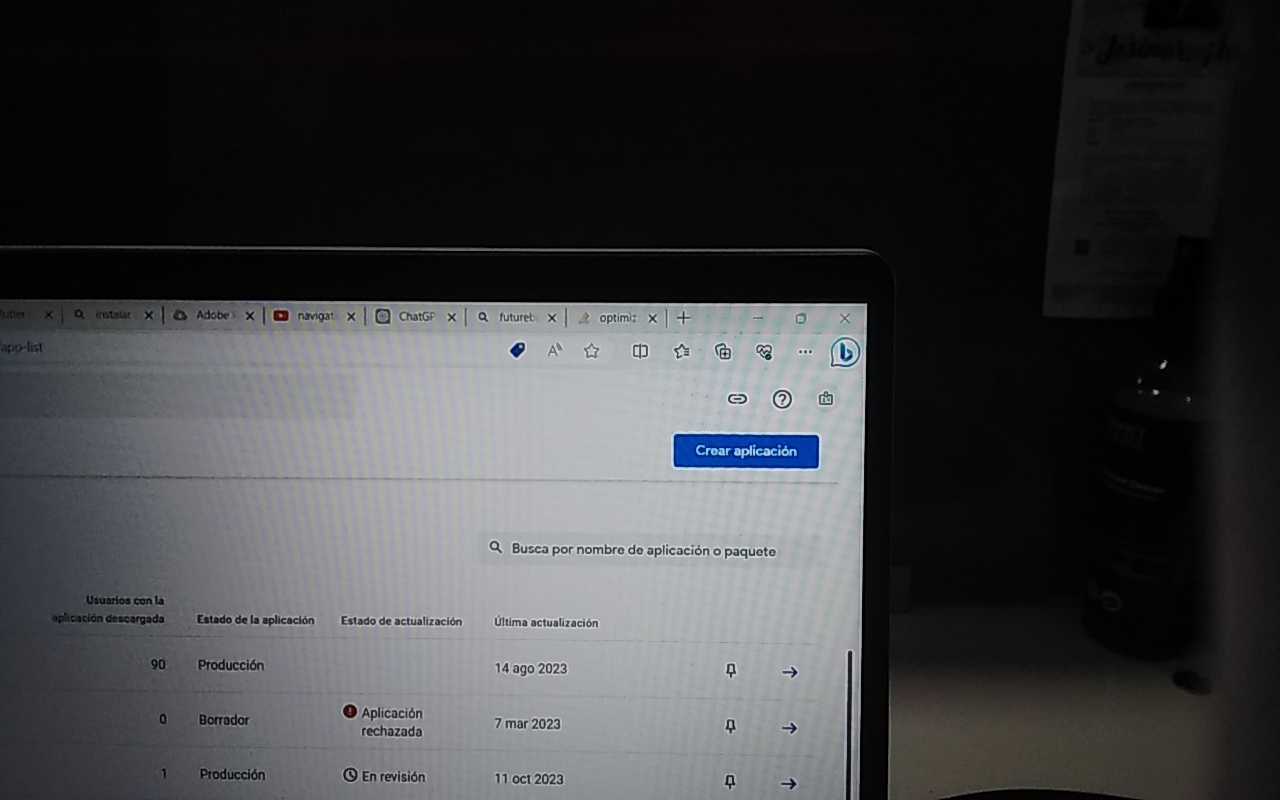 instalar
Adobe
navigat
ChatGP
futureb
optimiz
app-list
Crear aplicación
Busca por nombre de aplicación o paquete
Usuarios con la
aplicación descargada
Estado de la aplicación
Estado de actualización
Última actualización
90
Producción
14 ago 2023
0
Borrador
Aplicación
rechazada
7 mar 2023
1
Producción
En revisión
11 oct 2023